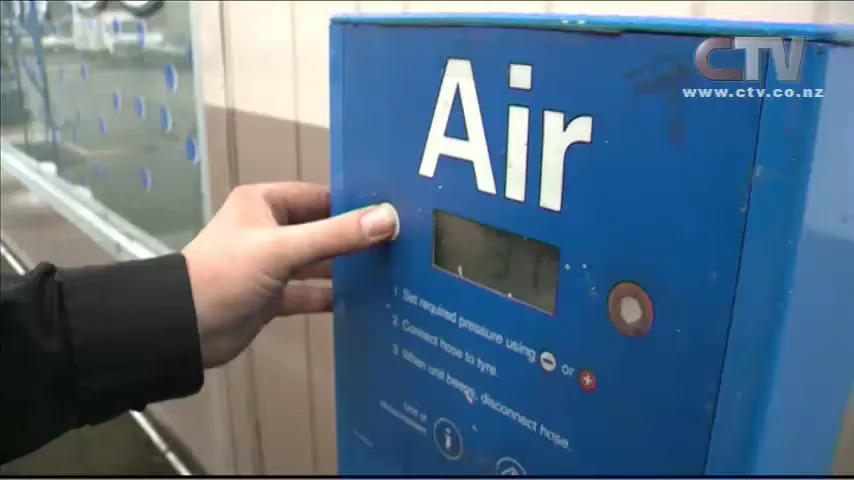 CTV
www.ctv.co.nz
Air
1 Set required pressure using - or +
2 Connect hose to tyre.
3 When unit beeps, disconnect hose.
i